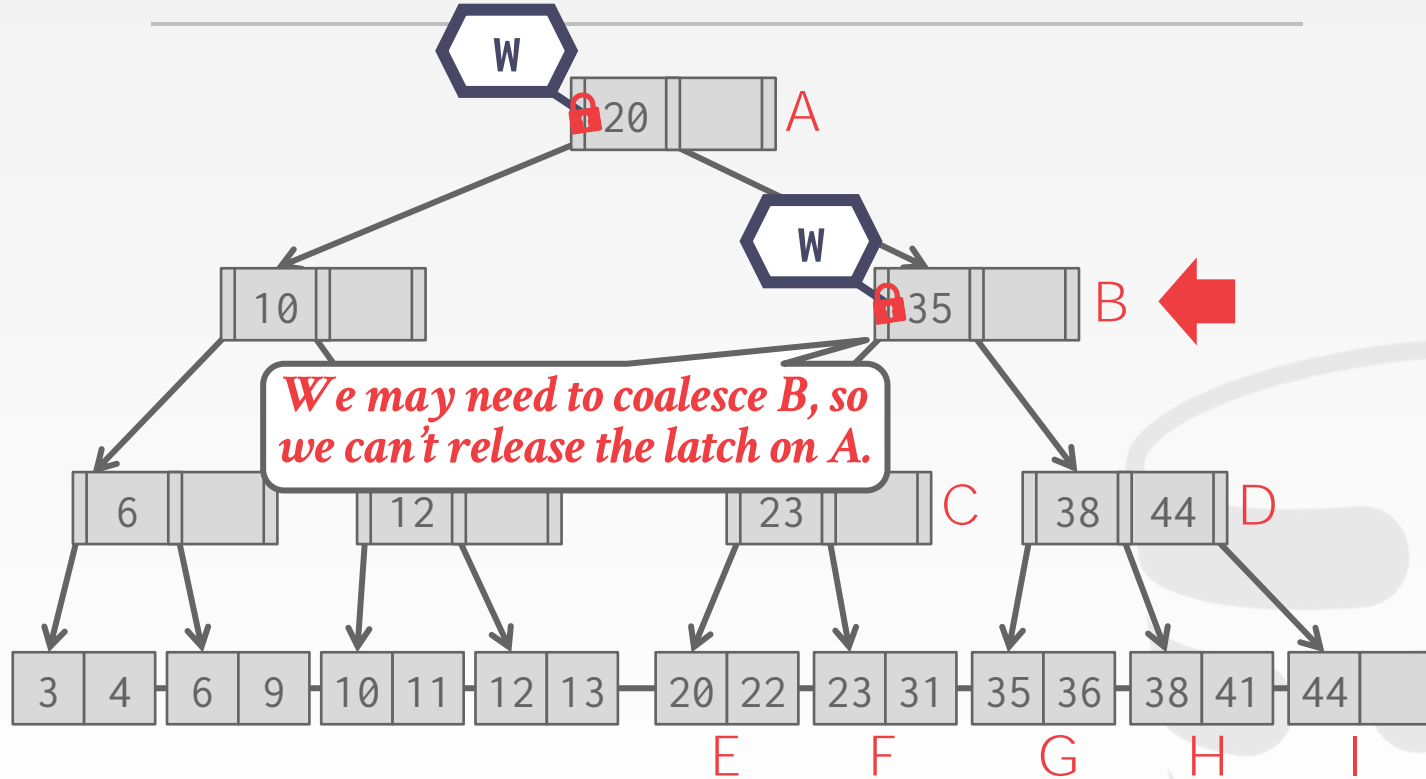 W
20
A
W
10
35
B
We may need to coalesce B, so
we can't release the latch on A.
6
12
23
C
38 44
D
3 4
6 9
10 11
12 13
20 22
23 31
35 36
38 41
44
E
F
G
H
I